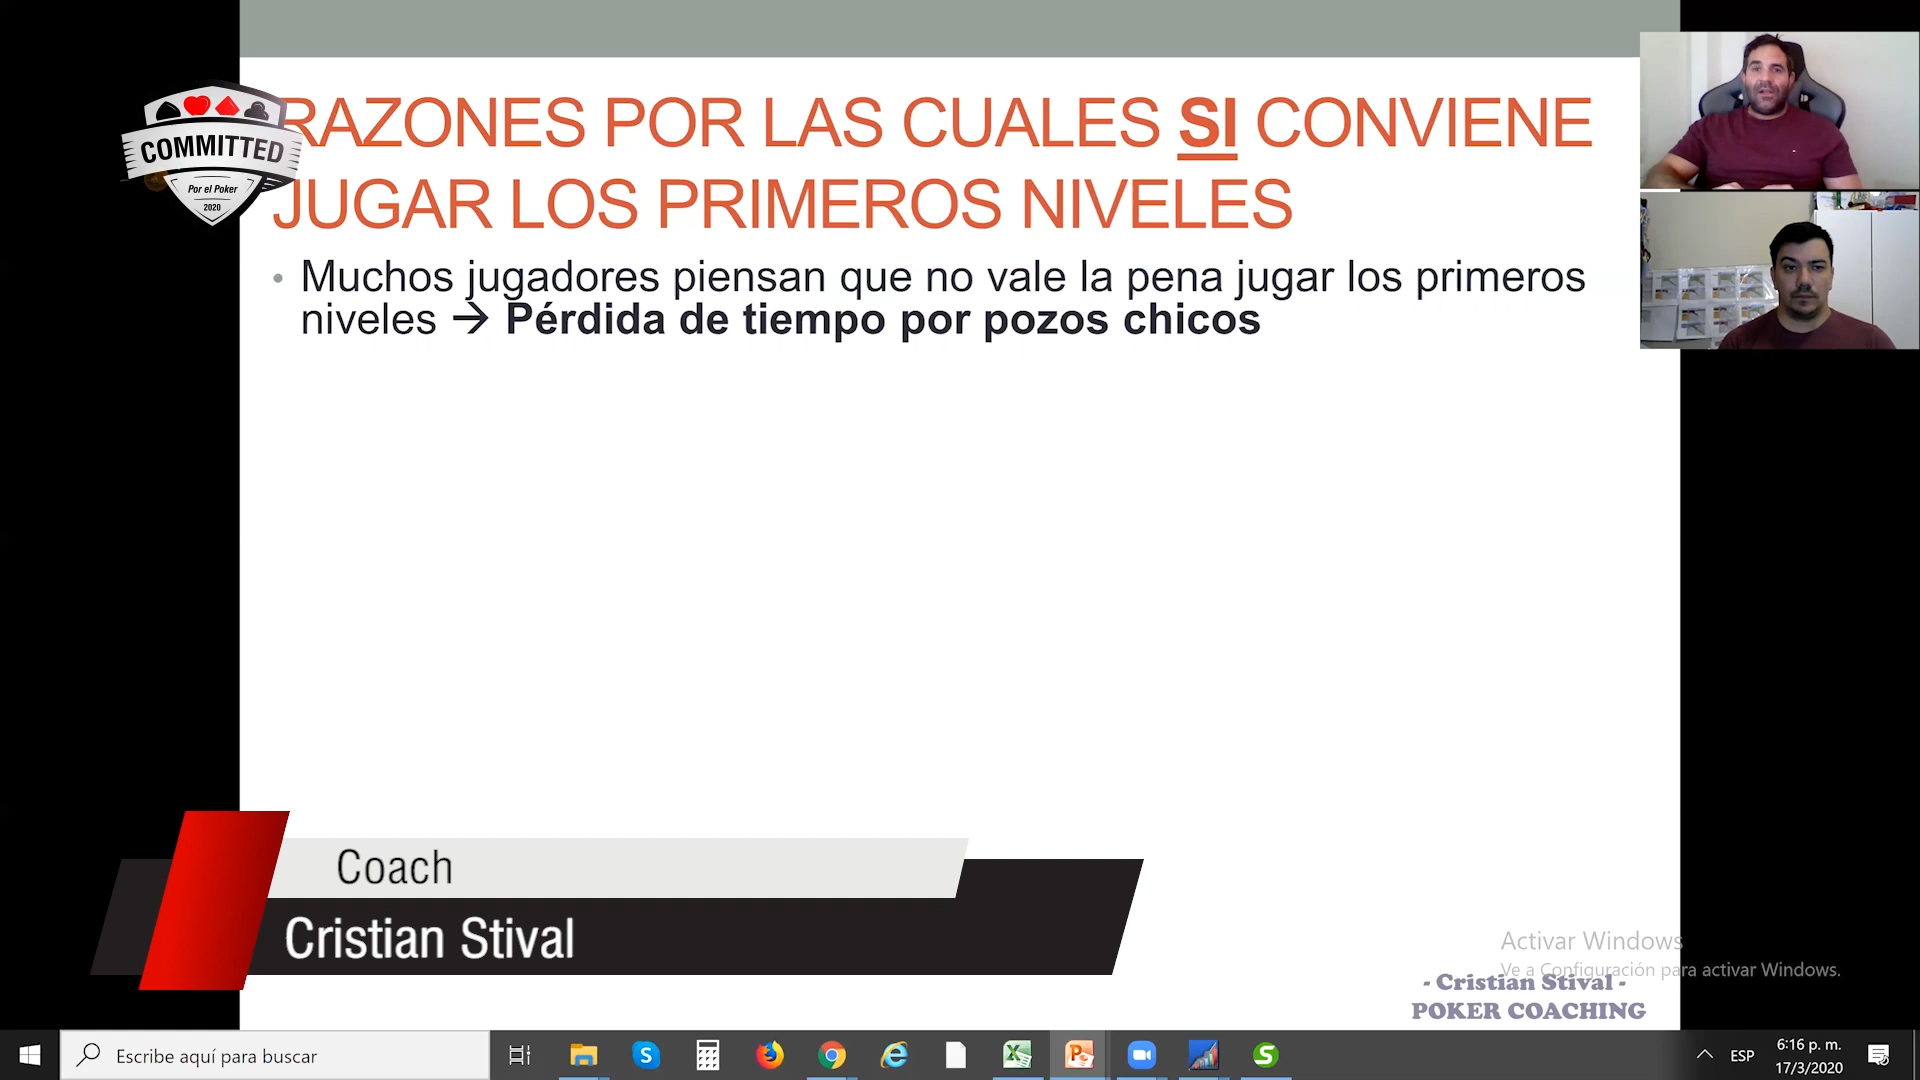 RAZONES POR LAS CUALES SI CONVIENE
JUGAR LOS PRIMEROS NIVELES
COMMITTED
Por el Poker
2020
• Muchos jugadores piensan que no vale la pena jugar los primeros
niveles → Pérdida de tiempo por pozos chicos
Coach
Cristian Stival
Activar Windows
Ve a Configuración para activar Windows.
- Cristian Stival -
POKER COACHING
Escribe aquí para buscar
ESP
6:16 p. m.
17/3/2020